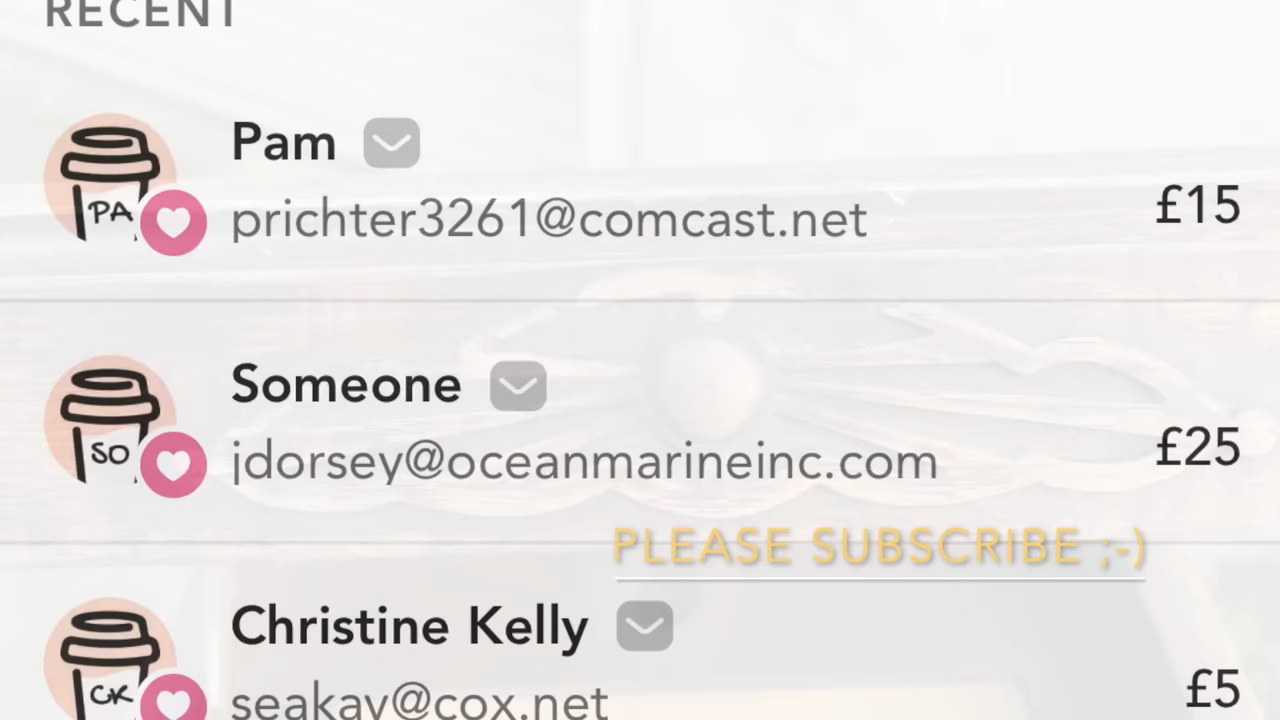 RECENT
Pam
PA
prichter3261@comcast.net
£15
Someone
SO
jdorsey@oceanmarineinc.com
£25
PLEASE SUBSCRIBE ;-)
Christine Kelly
CK
seakay@cox.net
£5